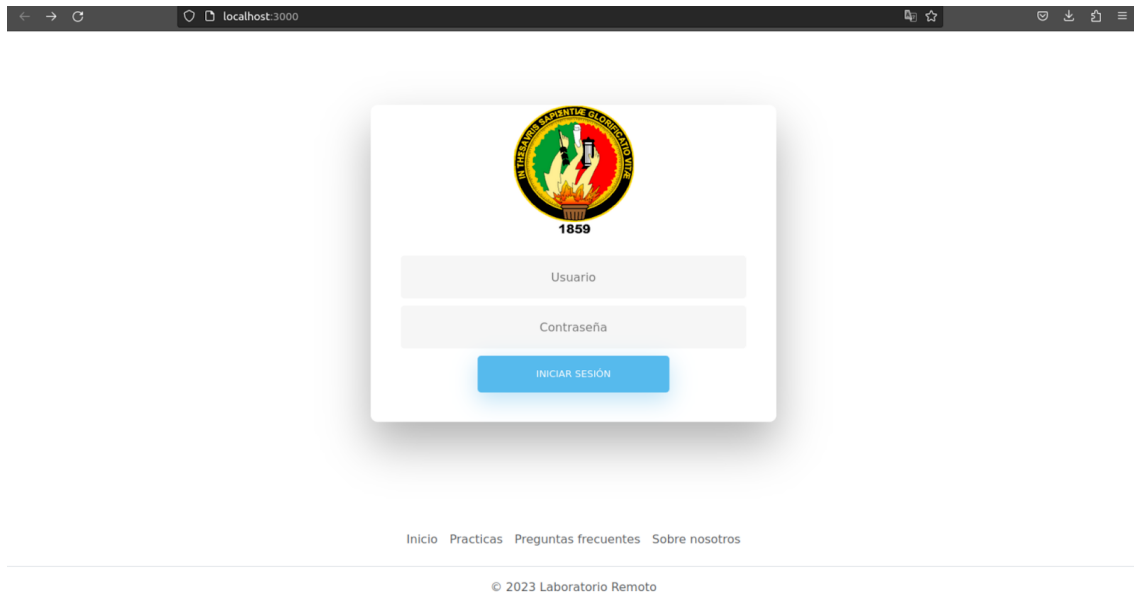 localhost:3000
IN THESAVRIS SAPIENTIÆ GLORIFICATIO VITÆ
1859
Usuario
Contraseña
INICIAR SESIÓN
Inicio Practicas Preguntas frecuentes Sobre nosotros
© 2023 Laboratorio Remoto